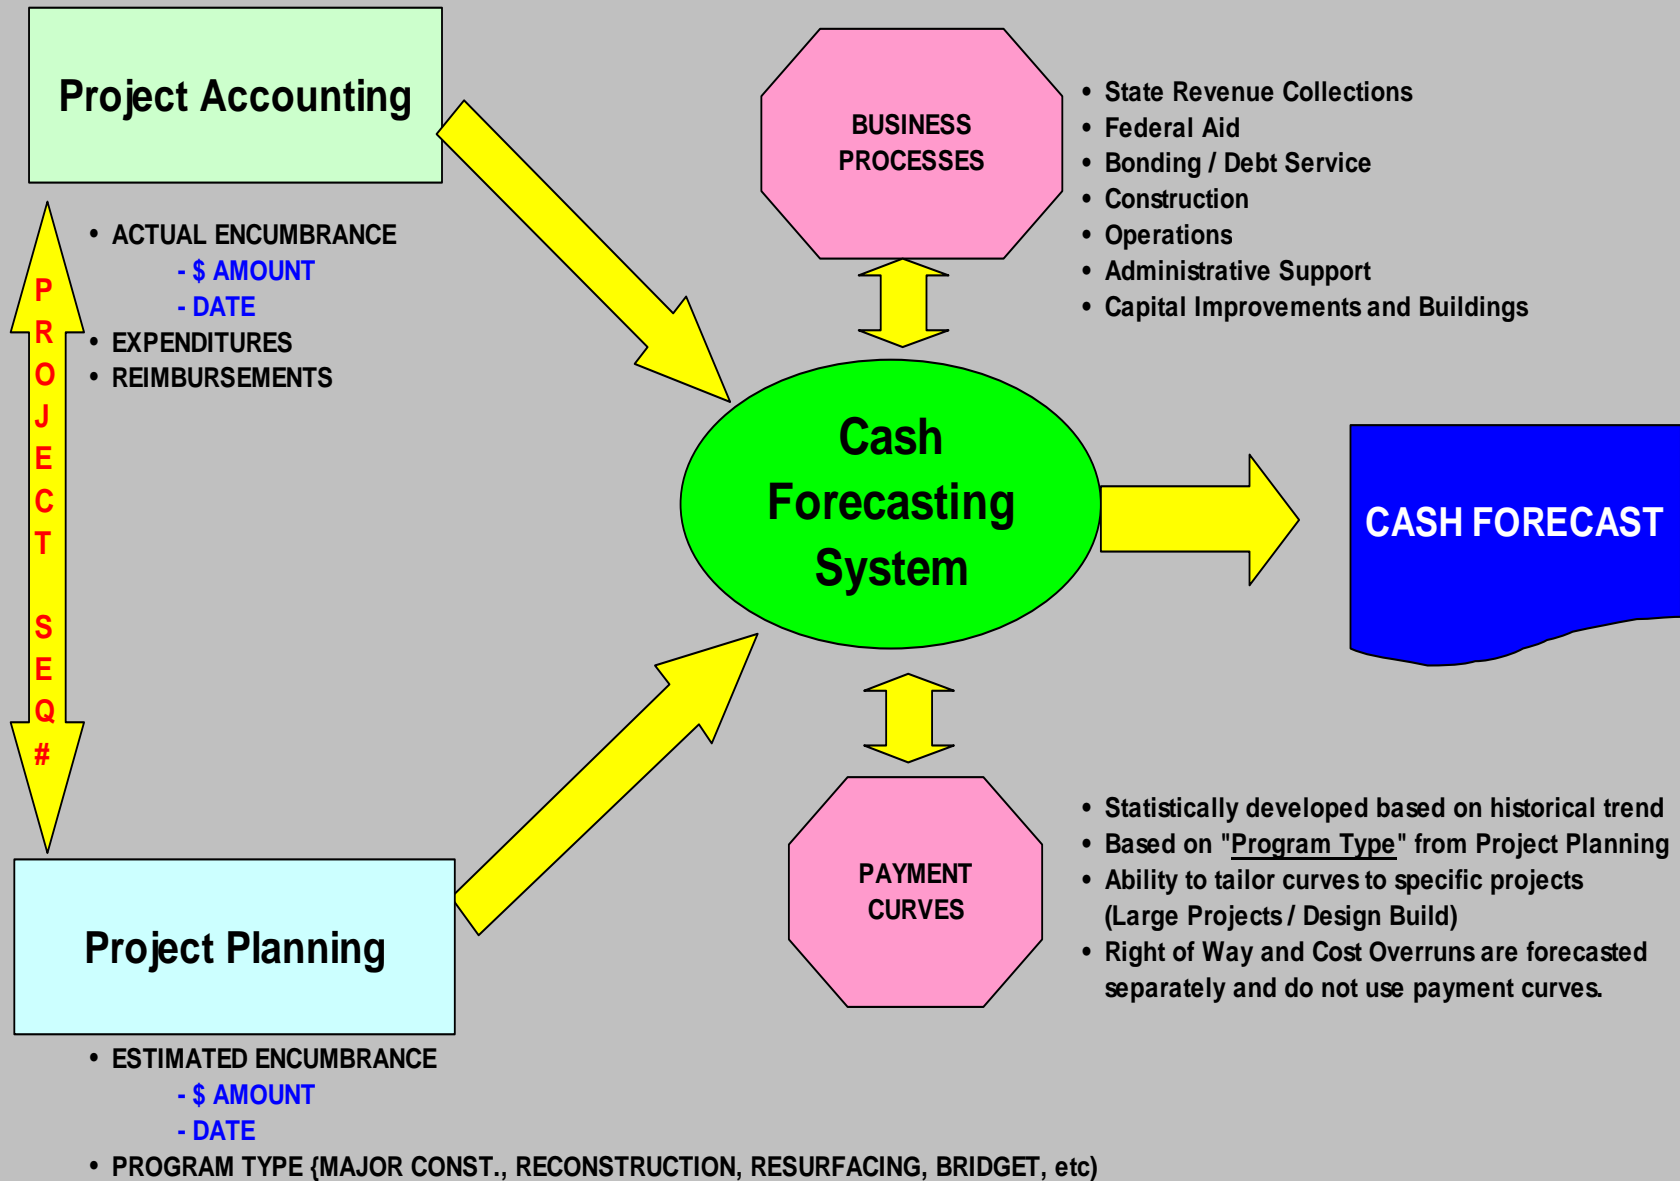 Project Accounting
• ACTUAL ENCUMBRANCE
- $ AMOUNT
- DATE
• EXPENDITURES
• REIMBURSEMENTS
PROJECT SEQ#
Project Planning
• ESTIMATED ENCUMBRANCE
- $ AMOUNT
- DATE
• PROGRAM TYPE {MAJOR CONST., RECONSTRUCTION, RESURFACING, BRIDGET, etc)
BUSINESS
PROCESSES
• State Revenue Collections
• Federal Aid
• Bonding / Debt Service
• Construction
• Operations
• Administrative Support
• Capital Improvements and Buildings
Cash
Forecasting
System
CASH FORECAST
PAYMENT
CURVES
• Statistically developed based on historical trend
• Based on "Program Type" from Project Planning
• Ability to tailor curves to specific projects
(Large Projects / Design Build)
• Right of Way and Cost Overruns are forecasted
separately and do not use payment curves.